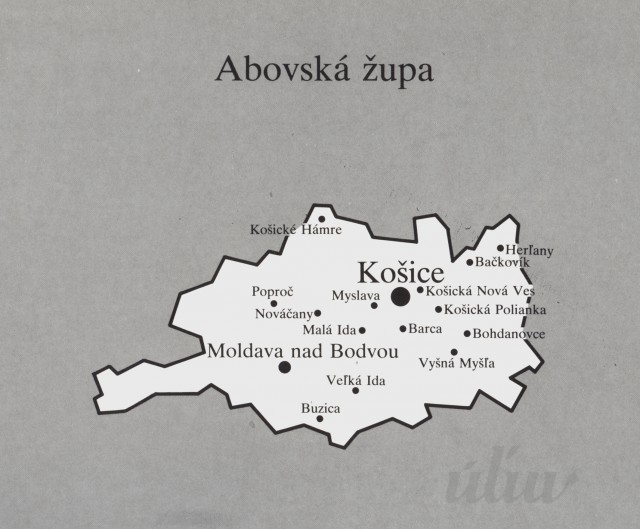 Abovská župa
Košické Hámre
Herľany
Bačkovík
Košice
Košická Nová Ves
Poproč
Myslava
Košická Polianka
Nováčany
Malá Ida
Barca
Bohdanovce
Moldava nad Bodvou
Vyšná Myšľa
Veľká Ida
Buzica